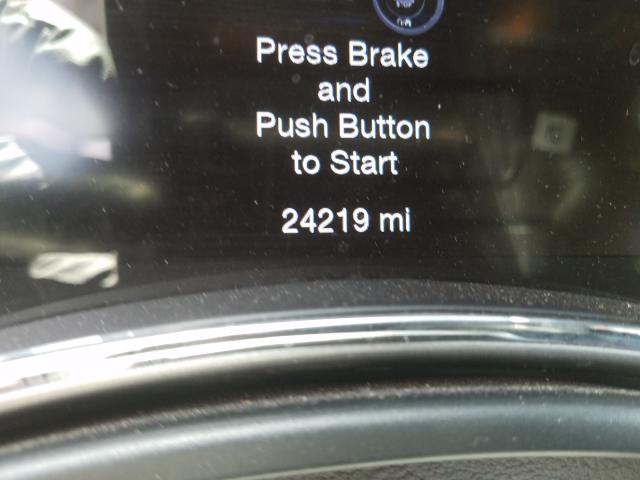 Press Brake
and
Push Button
to Start
24219 mi